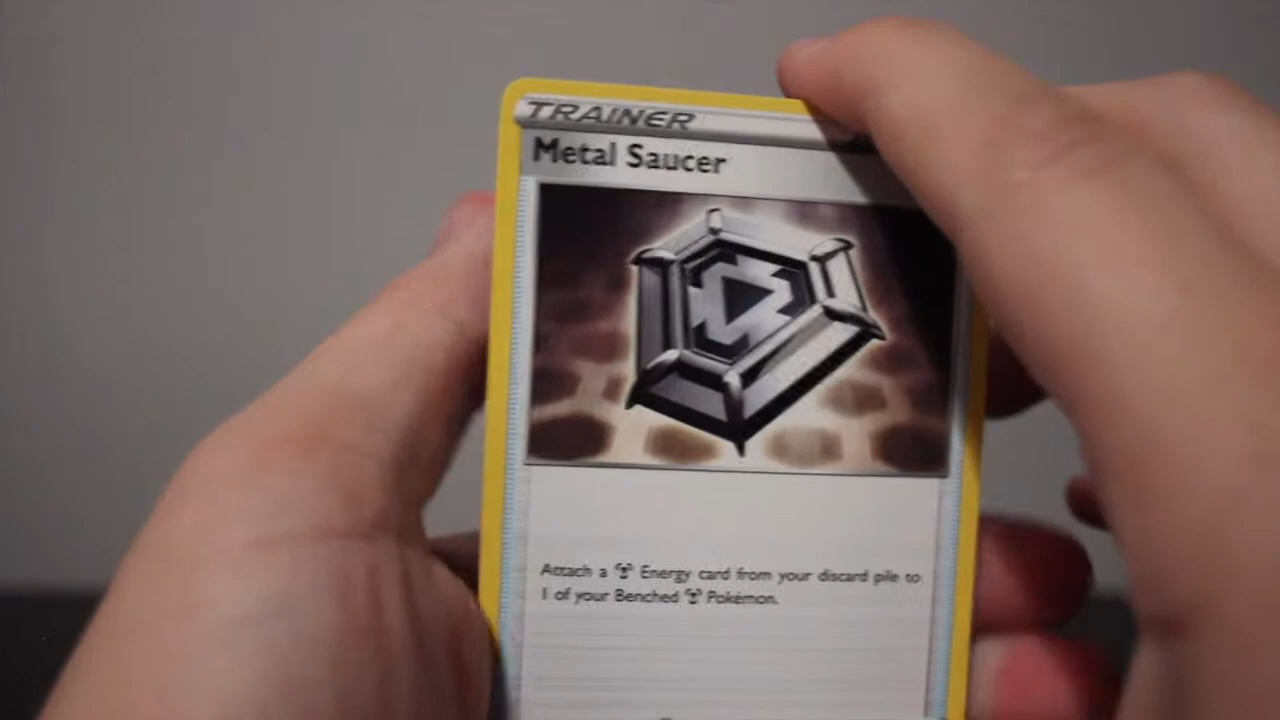 TRAINER
Metal Saucer
Attach a Energy card from your discard pile to
1 of your Benched Pokémon.